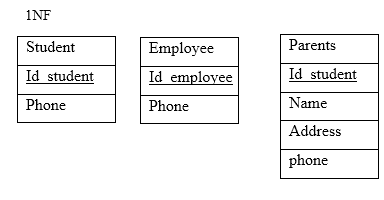 1NF
Student
Id_student
Phone
Employee
Id_employee
Phone
Parents
Id_student
Name
Address
phone